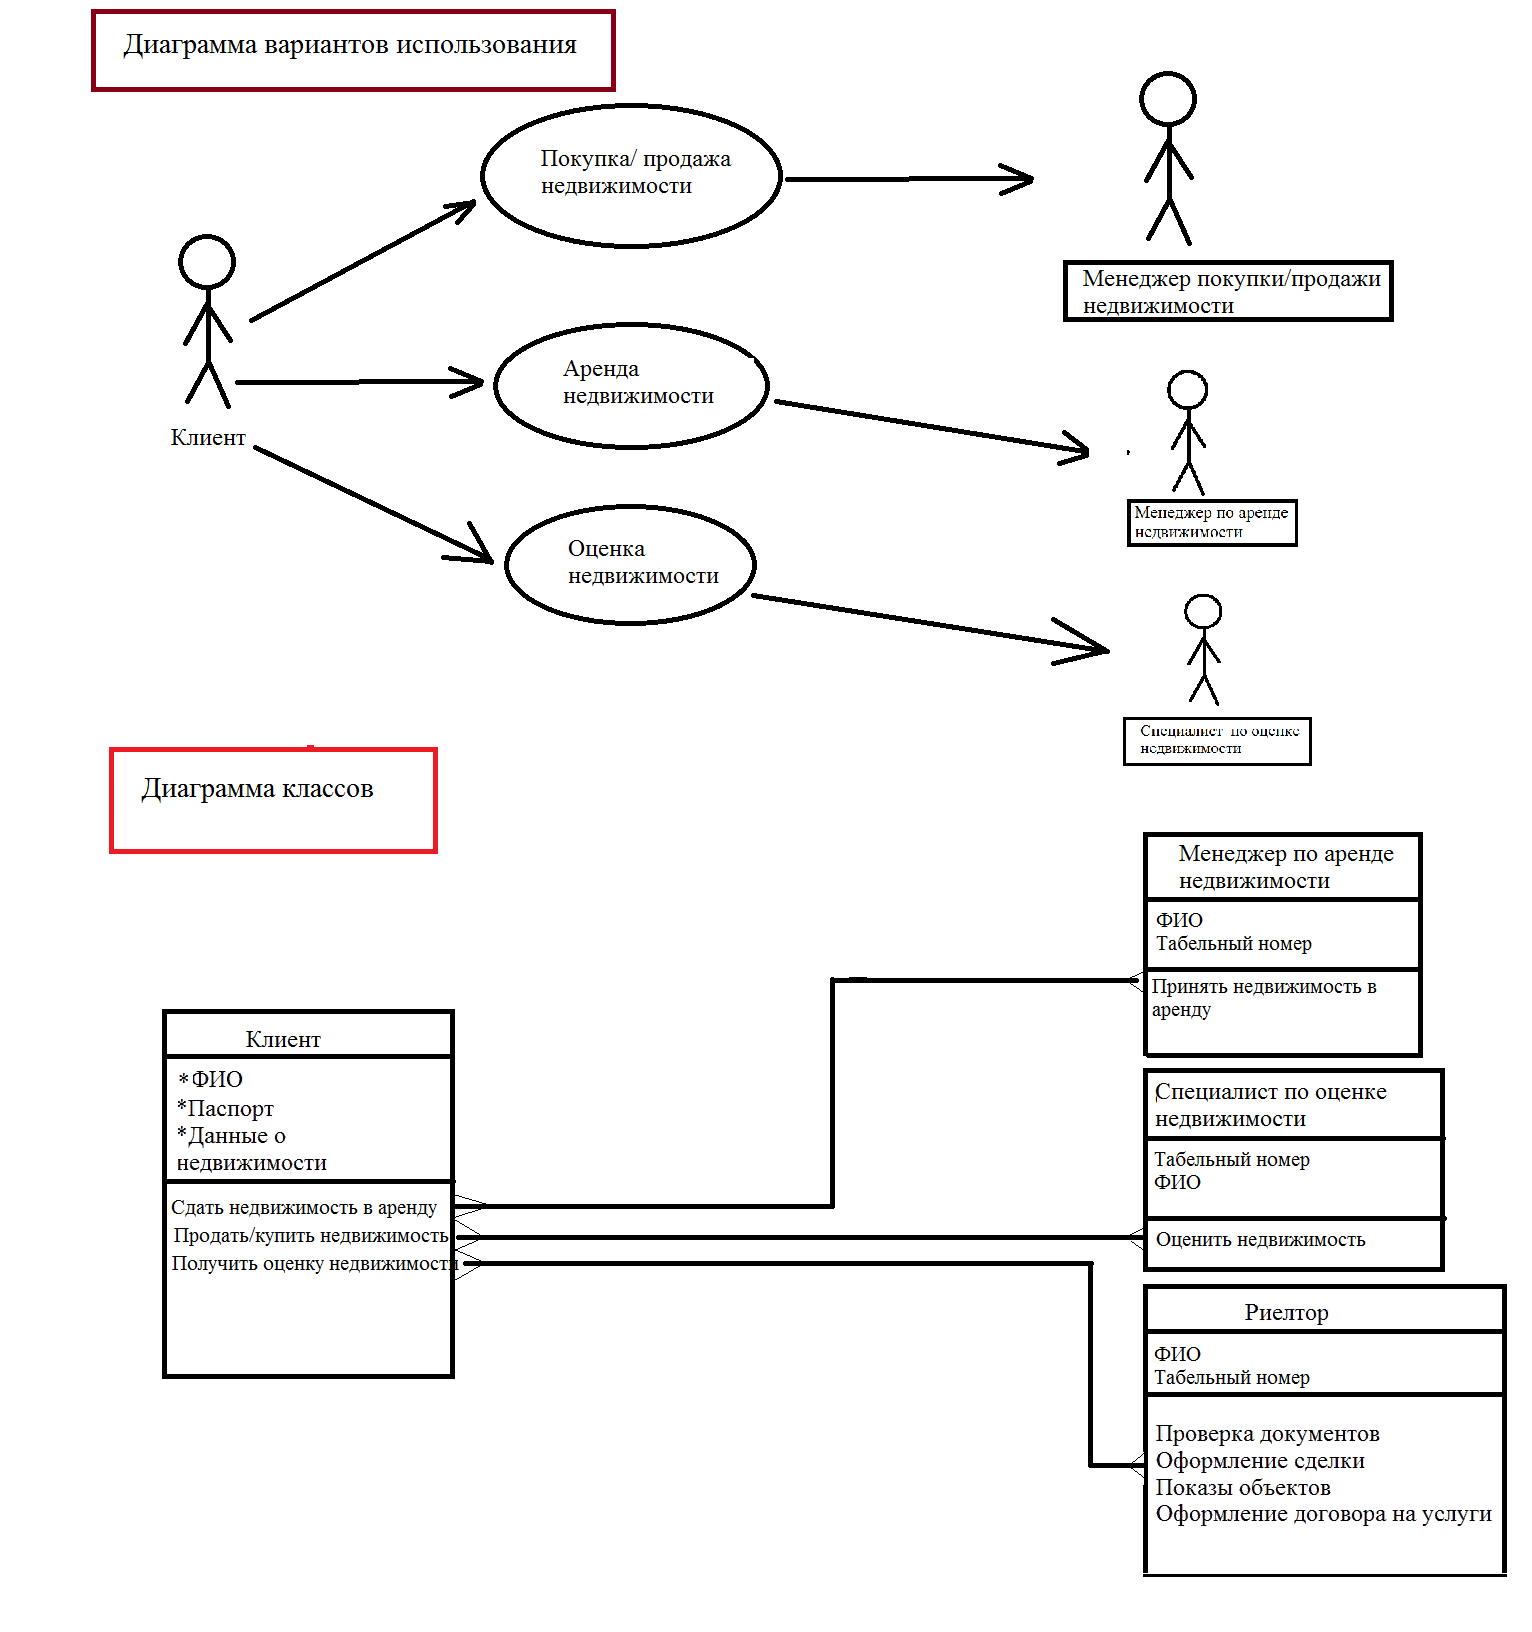 Диаграмма вариантов использования
Покупка/ продажа
недвижимости
Менеджер покупки/продажи
недвижимости
Аренда
недвижимости
Клиент
Менеджер по аренде
недвижимости
Оценка
недвижимости
Специалист по оценке
недвижимости
Диаграмма классов
Менеджер по аренде
недвижимости
ФИО
Табельный номер
Принять недвижимость в
аренду
Клиент
*ФИО
*Паспорт
*Данные о
недвижимости
Сдать недвижимость в аренду
Продать/купить недвижимость
Получить оценку недвижимости
Специалист по оценке
недвижимости
Табельный номер
ФИО
Оценить недвижимость
Риелтор
ФИО
Табельный номер
Проверка документов
Оформление сделки
Показы объектов
Оформление договора на услуги